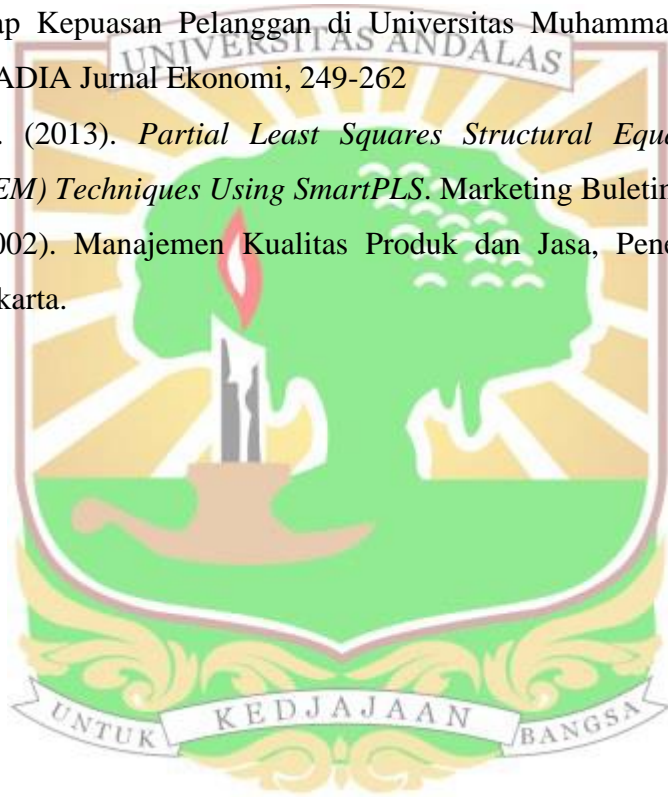 ap Kepuasan Pelanggan di Universitas Muhamma
UNIVERSITAS ANDALAS
ADIA Jurnal Ekonomi, 249-262
. (2013). Partial Least Squares Structural Equa
EM) Techniques Using SmartPLS. Marketing Buletin
002). Manajemen Kualitas Produk dan Jasa, Pene
karta.
UNTUK KEDJAJAAN BANGSA